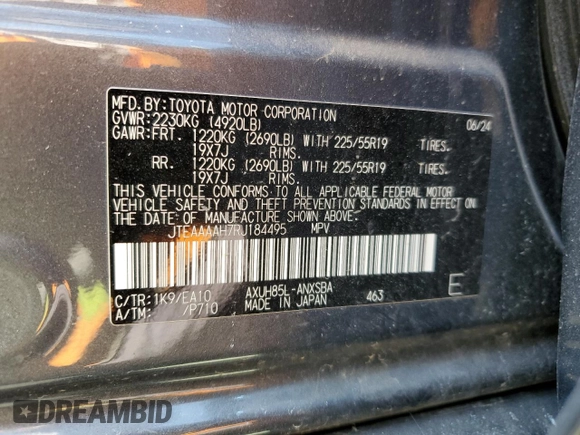 MFD. BY: TOYOTA MOTOR CORPORATION 06/24
GVWR: 2230KG (4920LB)
GAWR: FRT. 1220KG (2690LB) WITH 225/55R19 TIRES.
19X7J RIMS.
RR. 1220KG (2690LB) WITH 225/55R19 TIRES.
19X7J RIMS.
THIS VEHICLE CONFORMS TO ALL APPLICABLE FEDERAL MOTOR
VEHICLE SAFETY AND THEFT PREVENTION STANDARDS IN EFFECT ON
THE DATE OF MANUFACTURE SHOWN ABOVE.
JTEAAAAH7RJ184495 MPV
C/TR: 1K9/EA10 AXUH85L-ANXSBA
A/TM: /P710 MADE IN JAPAN 463 E
DREAMBID